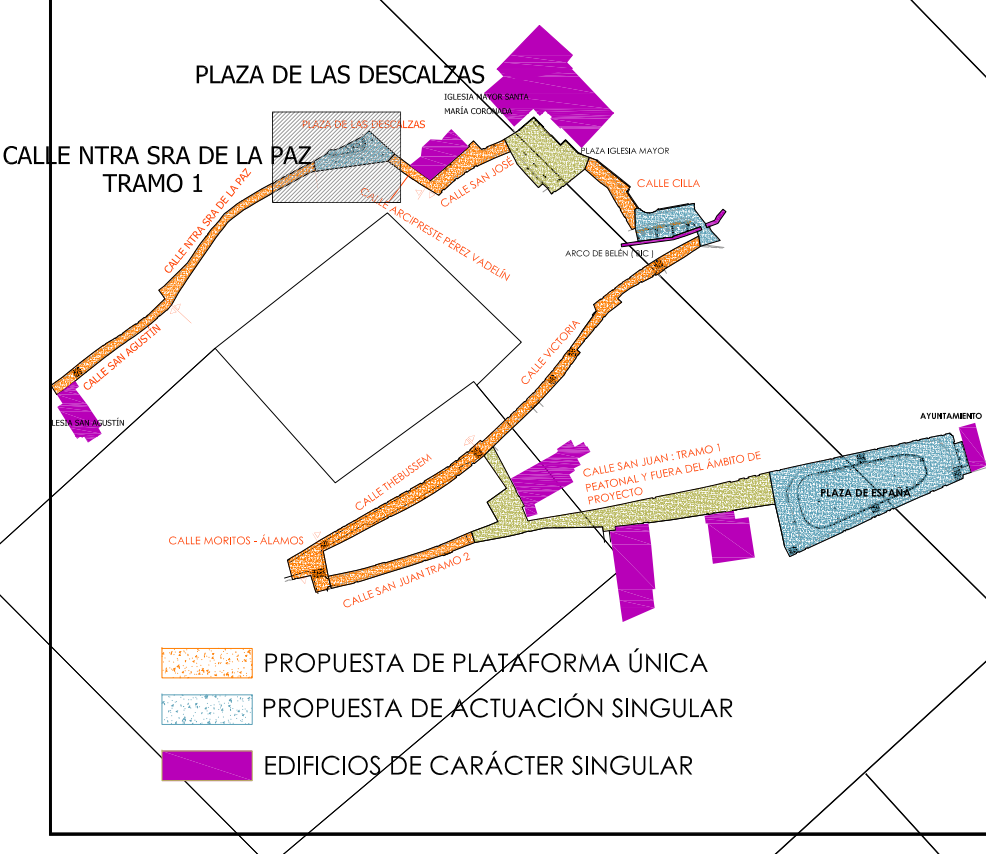 PLAZA DE LAS DESCALZAS
IGLESIA MAYOR SANTA
MARÍA CORONADA
PLAZA DE LAS DESCALZAS
CALLE NTRA SRA DE LA PAZ
TRAMO 1
PLAZA IGLESIA MAYOR
CALLE SAN JOSÉ
CALLE CILLA
CALLE NTRA SRA DE LA PAZ
CALLE ARCIPRESTE PÉREZ VADELÍN
ARCO DE BELÉN ( BIC )
CALLE SAN AGUSTÍN
CALLE VICTORIA
LESIA SAN AGUSTÍN
AYUNTAMIENTO
CALLE SAN JUAN : TRAMO 1
PEATONAL Y FUERA DEL ÁMBITO DE
PROYECTO
CALLE THEBUSSEM
PLAZA DE ESPAÑA
CALLE MORITOS - ÁLAMOS
CALLE SAN JUAN TRAMO 2
PROPUESTA DE PLATAFORMA ÚNICA
PROPUESTA DE ACTUACIÓN SINGULAR
EDIFICIOS DE CARÁCTER SINGULAR